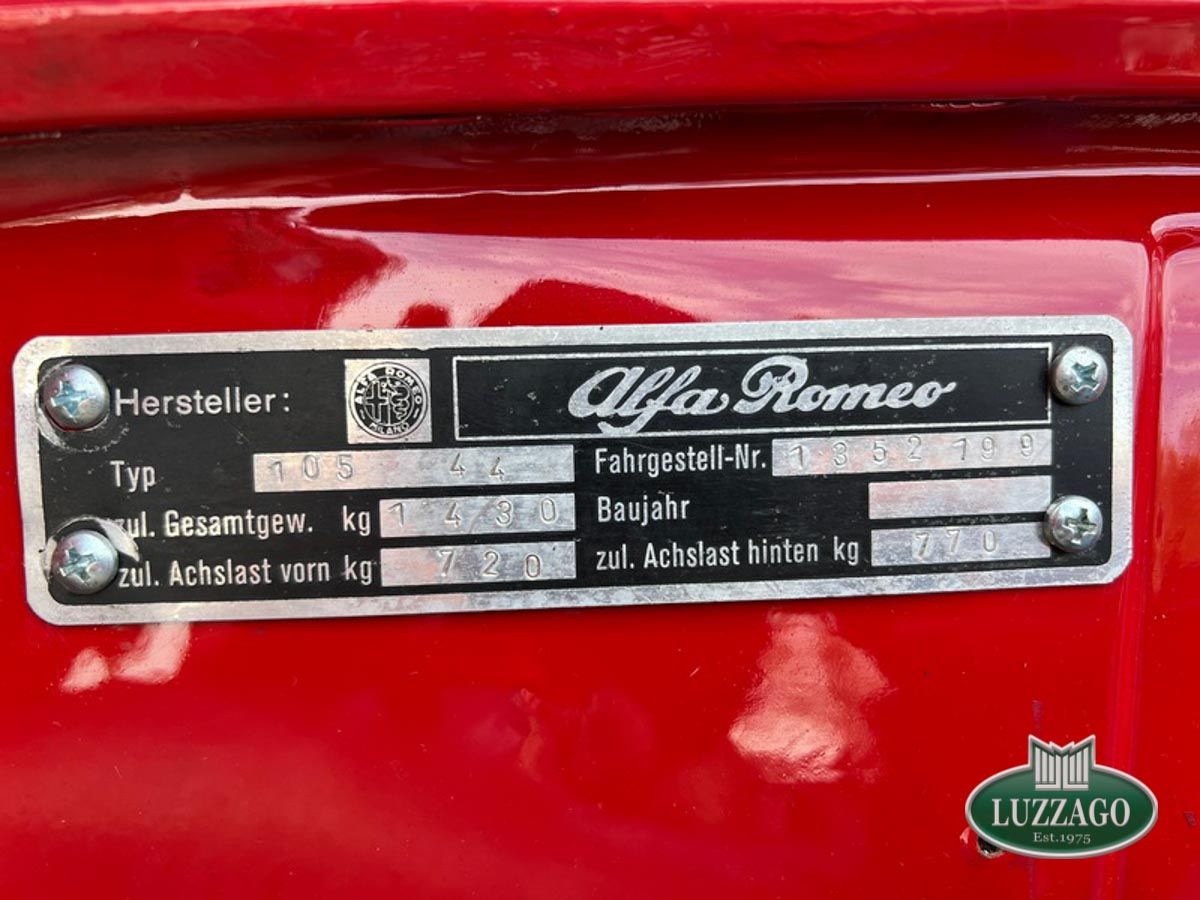 Hersteller:
ALFA ROMEO
MILANO
Alfa Romeo
Typ 105 44
Fahrgestell-Nr. 1352199
zul. Gesamtgew. kg 1430
Baujahr
zul. Achslast vorn kg 720
zul. Achslast hinten kg 770
LUZZAGO
Est.1975